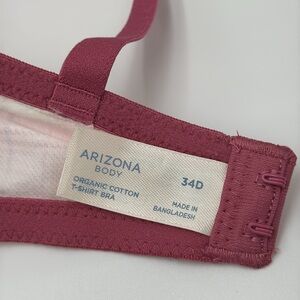 ARIZONA
BODY
34D
ORGANIC COTTON
T-SHIRT BRA
MADE IN
BANGLADESH